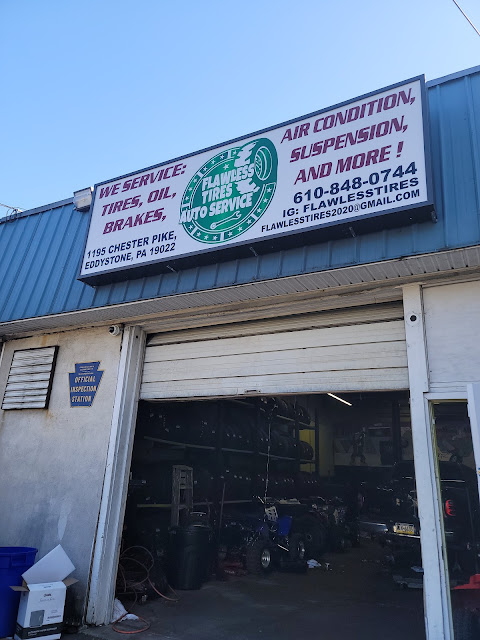 WE SERVICE:
TIRES, OIL,
BRAKES,
1195 CHESTER PIKE,
EDDYSTONE, PA 19022
FLAWLESS
TIRES
AUTO SERVICE
AIR CONDITION,
SUSPENSION,
AND MORE !
610-848-0744
IG: FLAWLESSTIRES
FLAWLESSTIRES2020@GMAIL.COM
OFFICIAL
INSPECTION
STATION